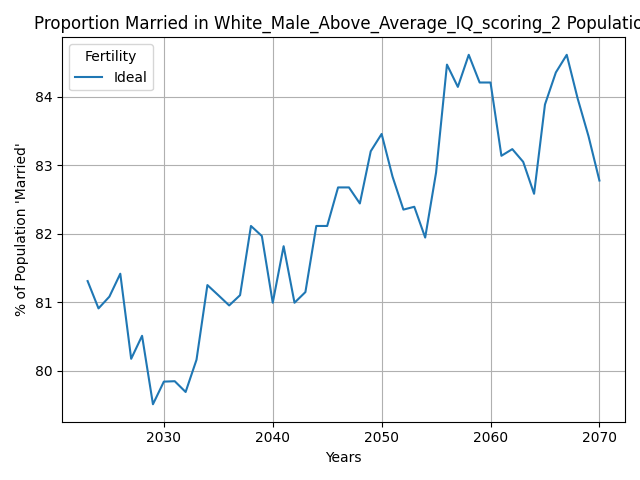 Proportion Married in White_Male_Above_Average_IQ_scoring_2 Populatio
Fertility
Ideal
84
83
82
81
80
% of Population 'Married'
2030 2040 2050 2060 2070
Years